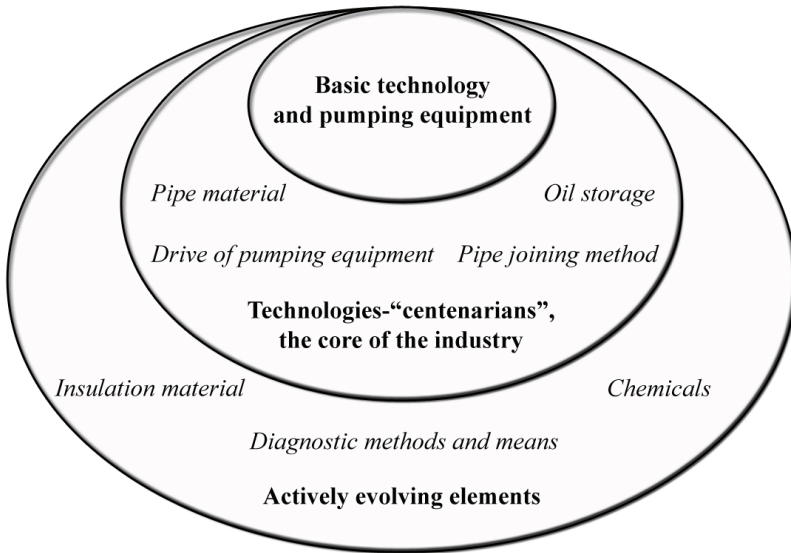 Basic technology
and pumping equipment
Pipe material
Oil storage
Drive of pumping equipment
Pipe joining method
Technologies-“centenarians”,
the core of the industry
Insulation material
Chemicals
Diagnostic methods and means
Actively evolving elements